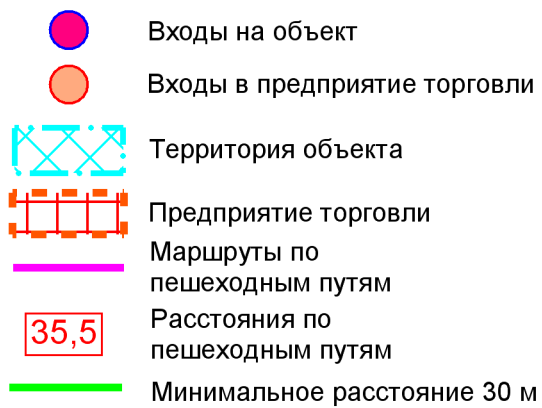 Входы на объект
Входы в предприятие торговли
Территория объекта
Предприятие торговли
Маршруты по
пешеходным путям
35,5
Расстояния по
пешеходным путям
Минимальное расстояние 30 м